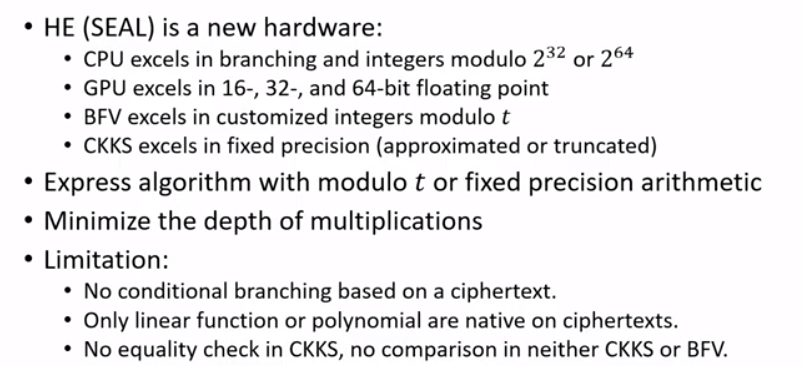 • HE (SEAL) is a new hardware:
• CPU excels in branching and integers modulo 2³² or 2⁶⁴
• GPU excels in 16-, 32-, and 64-bit floating point
• BFV excels in customized integers modulo t
• CKKS excels in fixed precision (approximated or truncated)
• Express algorithm with modulo t or fixed precision arithmetic
• Minimize the depth of multiplications
• Limitation:
• No conditional branching based on a ciphertext.
• Only linear function or polynomial are native on ciphertexts.
• No equality check in CKKS, no comparison in neither CKKS or BFV.